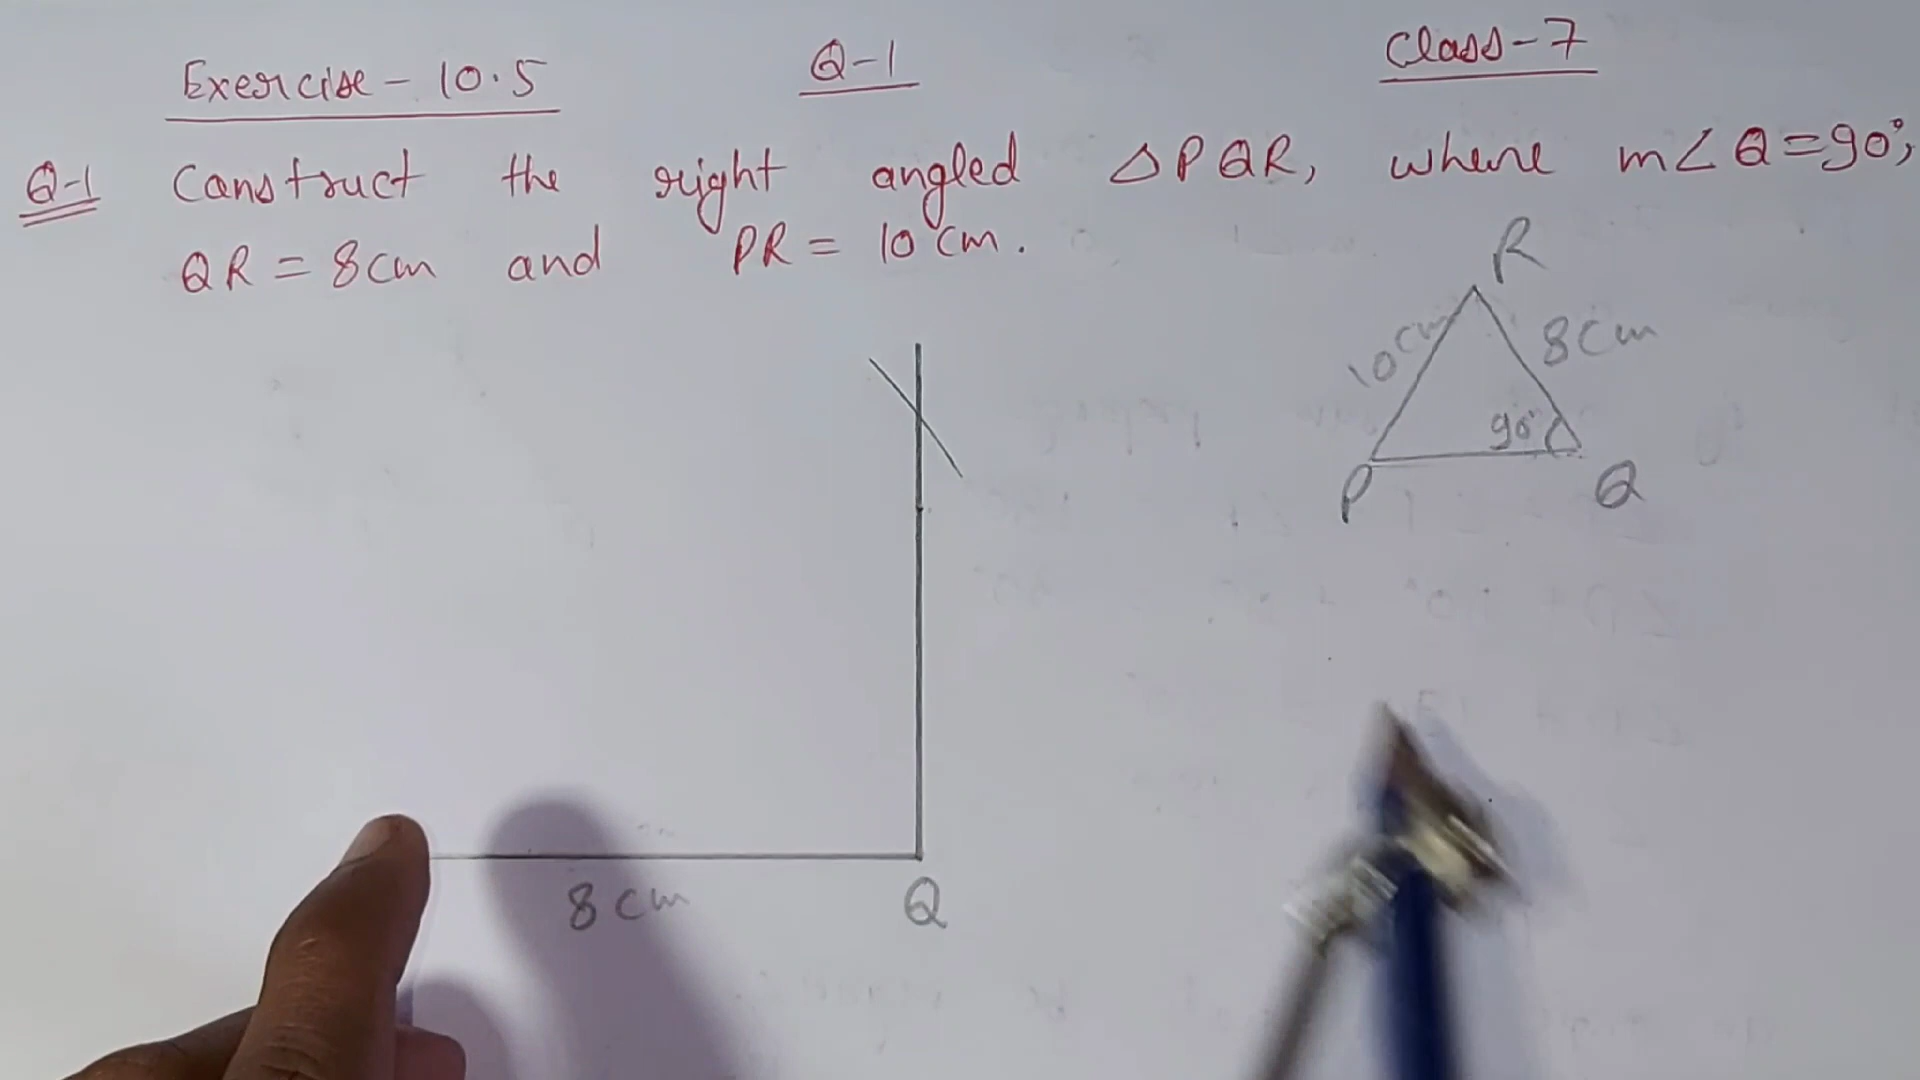 Exercise - 10.5
Q-1
Class-7
Q-1 Construct the right angled △PQR, where m∠Q=90°,
QR = 8cm and PR = 10 cm.
R
10cm
8cm
90°
P
Q
8cm
Q